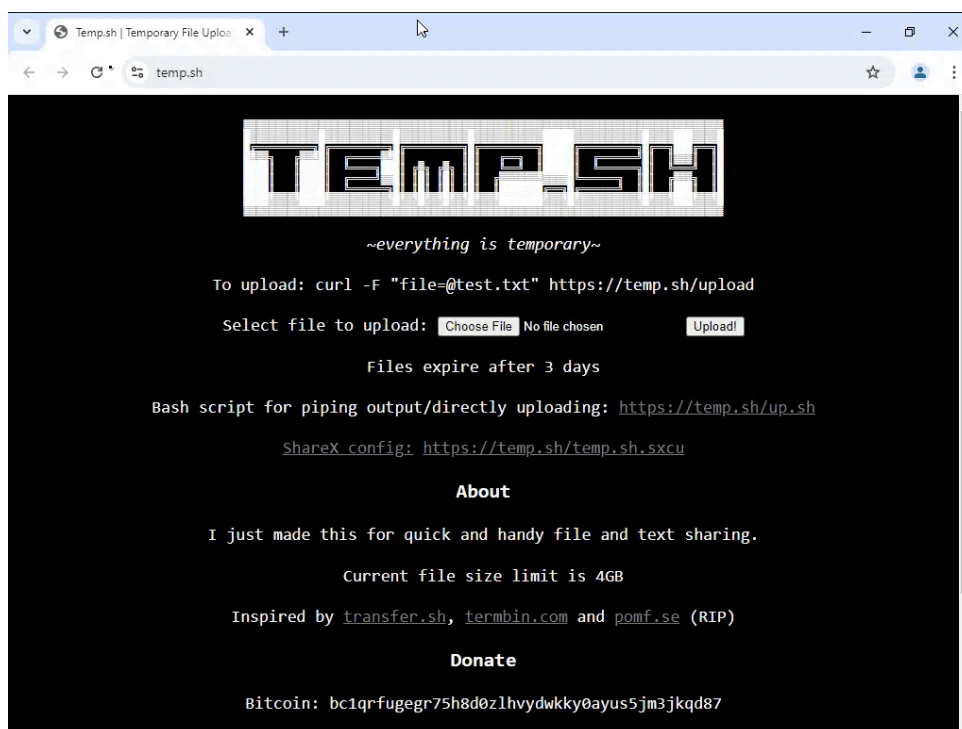 Temp.sh | Temporary File Uploa
temp.sh
TEMP.SH
~everything is temporary~
To upload: curl -F "file=@test.txt" https://temp.sh/upload
Select file to upload: Choose File No file chosen Upload!
Files expire after 3 days
Bash script for piping output/directly uploading: https://temp.sh/up.sh
ShareX config: https://temp.sh/temp.sh.sxcu
About
I just made this for quick and handy file and text sharing.
Current file size limit is 4GB
Inspired by transfer.sh, termbin.com and pomf.se (RIP)
Donate
Bitcoin: bc1qrfugegr75h8d0zlhvydwkky0ayus5jm3jkqd87